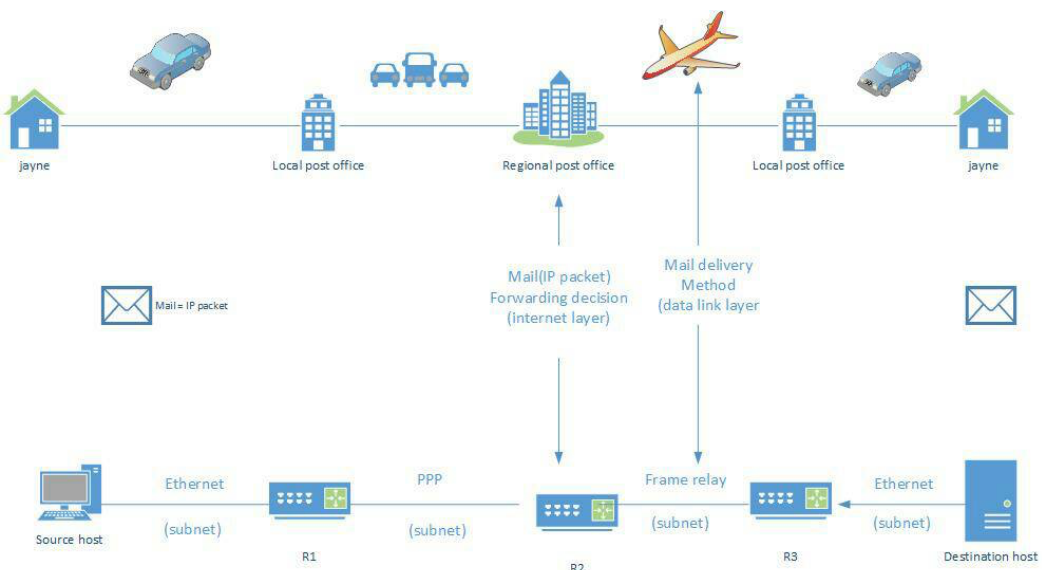 jayne
Local post office
Regional post office
Local post office
jayne
Mail = IP packet
Mail(IP packet)
Forwarding decision
(internet layer)
Mail delivery
Method
(data link layer
Ethernet
(subnet)
PPP
(subnet)
Frame relay
(subnet)
Ethernet
(subnet)
Source host
R1
R2
R3
Destination host